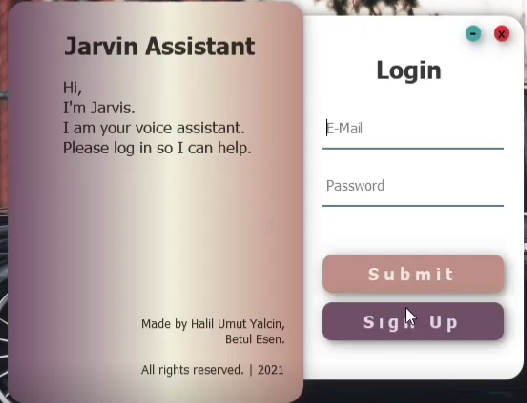 Jarvin Assistant
Hi,
I'm Jarvis.
I am your voice assistant.
Please log in so I can help.
Made by Halil Umut Yalcin,
Betul Esen.
All rights reserved. | 2021
Login
E-Mail
Password
Submit
Sign Up